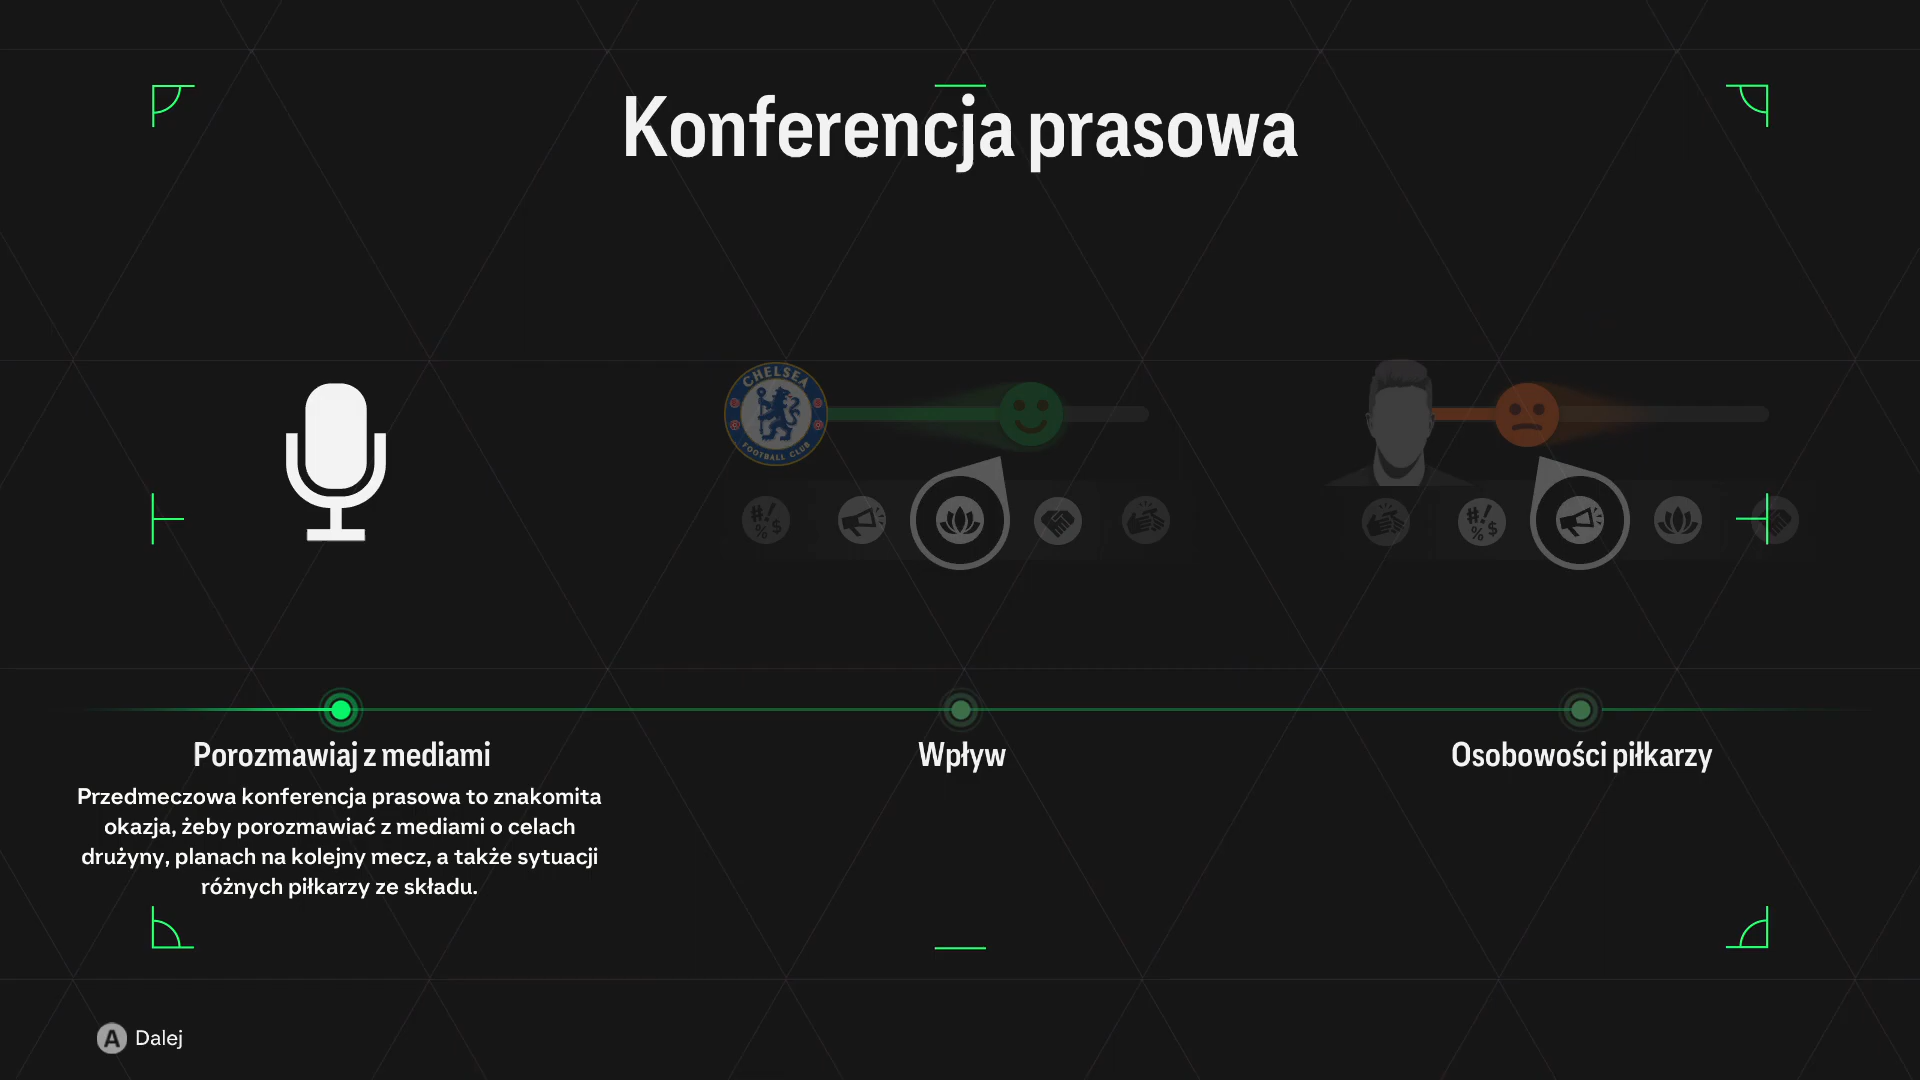 Konferencja prasowa
CHELSEA
FOOTBALL CLUB
#!
%$
#!
%$
Porozmawiaj z mediami
Przedmeczowa konferencja prasowa to znakomita
okazja, żeby porozmawiać z mediami o celach
drużyny, planach na kolejny mecz, a także sytuacji
różnych piłkarzy ze składu.
Wpływ
Osobowości piłkarzy
A Dalej